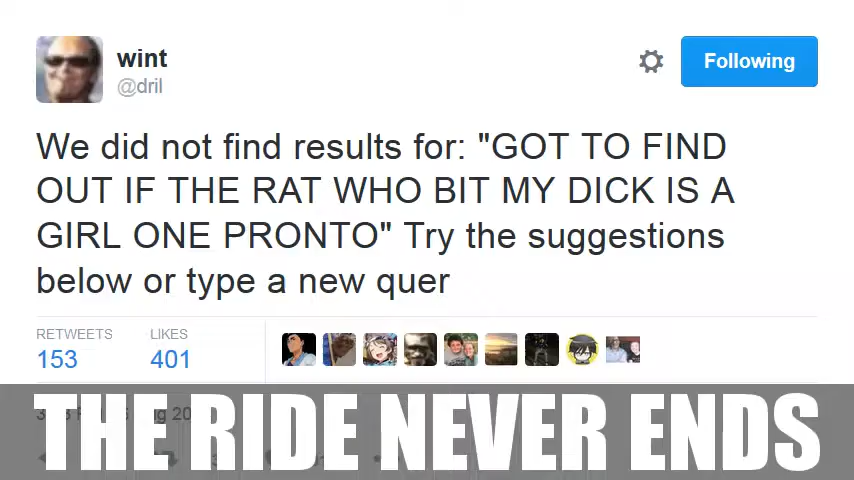 wint
@dril
Following
We did not find results for: "GOT TO FIND
OUT IF THE RAT WHO BIT MY DICK IS A
GIRL ONE PRONTO" Try the suggestions
below or type a new quer
RETWEETS LIKES
153 401
THE RIDE NEVER ENDS